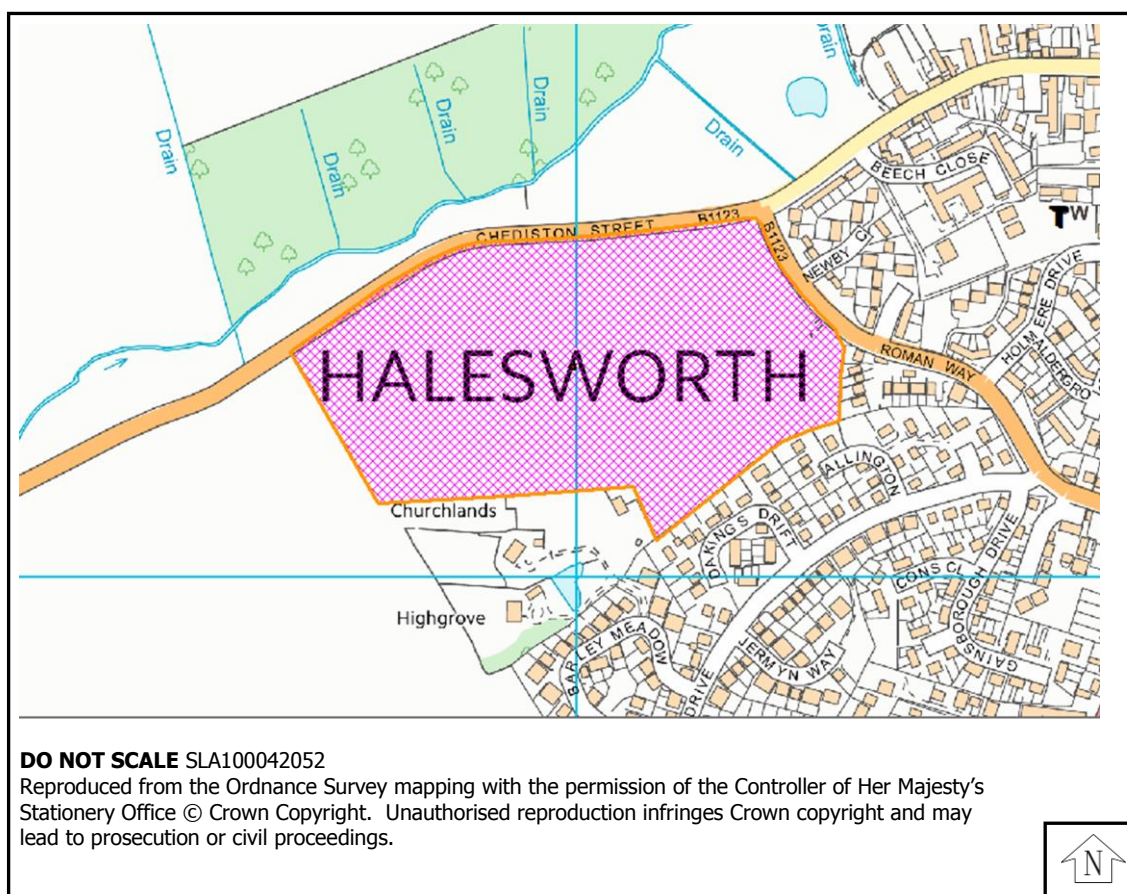 Drain
Drain
Drain
Drain
Drain
Drain
BEECH CLOSE
TW
CHEDISTON STREET
B1123
B1123
NEWBY Cl
HOLMERE DRIVE
ALDERGRO
ROMAN WAY
HALESWORTH
ALLINGTON
Churchlands
DAKINGS DRIFT
CONS CL
GAINSBOROUGH DRIVE
Highgrove
BARLEY MEADOW
JERMYN WAY
DRIVE
DO NOT SCALE SLA100042052
Reproduced from the Ordnance Survey mapping with the permission of the Controller of Her Majesty’s
Stationery Office © Crown Copyright. Unauthorised reproduction infringes Crown copyright and may
lead to prosecution or civil proceedings.
N